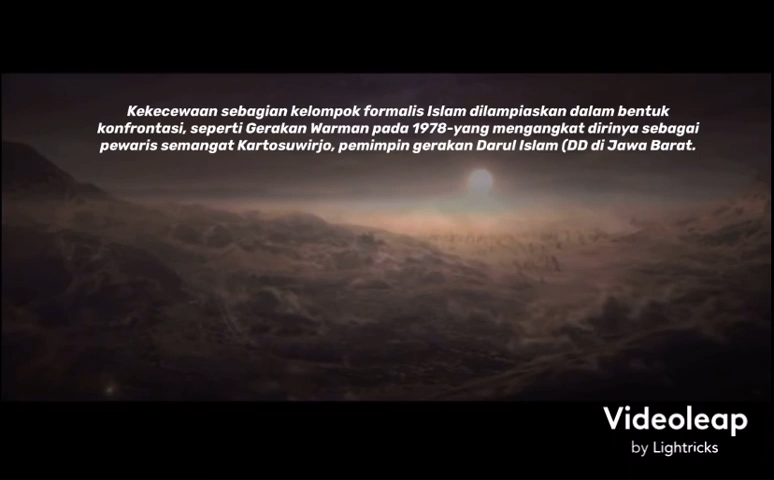 Kekecewaan sebagian kelompok formalis Islam dilampiaskan dalam bentuk
konfrontasi, seperti Gerakan Warman pada 1978-yang mengangkat dirinya sebagai
pewaris semangat Kartosuwirjo, pemimpin gerakan Darul Islam (DD di Jawa Barat.
Videoleap
by Lightricks